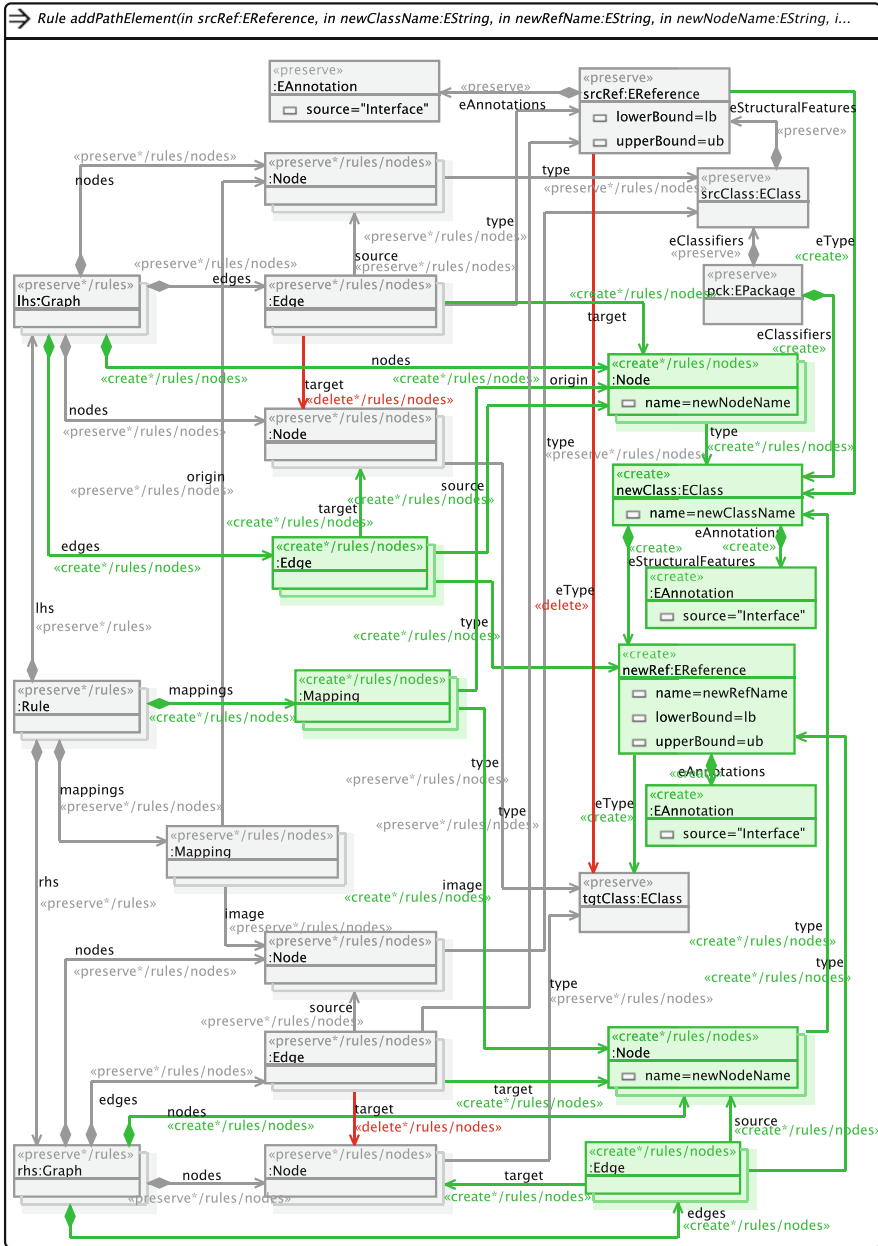 Rule addPathElement(in srcRef:EReference, in newClassName:EString, in newRefName:EString, in newNodeName:EString, i...
«preserve»
:EAnnotation
source="Interface"
«preserve»
eAnnotations
«preserve»
srcRef:EReference
lowerBound=lb
upperBound=ub
eStructuralFeatures
«preserve»
«preserve*/rules/nodes»
nodes
«preserve*/rules/nodes»
:Node
type
«preserve*/rules/nodes»
«preserve»
srcClass:EClass
type
«preserve*/rules/nodes»
eClassifiers
«preserve»
eType
«create»
«preserve*/rules/nodes»
edges
source
«preserve*/rules/nodes»
«preserve*/rules»
lhs:Graph
«preserve*/rules/nodes»
:Edge
«preserve»
pck:EPackage
«create*/rules/nodes»
target
eClassifiers
«create»
nodes
«create*/rules/nodes»
«create*/rules/nodes»
«create*/rules/nodes»
:Node
name=newNodeName
target
«delete*/rules/nodes»
origin
nodes
«preserve*/rules/nodes»
«preserve*/rules/nodes»
:Node
type
«create*/rules/nodes»
type
«preserve*/rules/nodes»
origin
«preserve*/rules/nodes»
source
«create*/rules/nodes»
target
«create*/rules/nodes»
«create»
newClass:EClass
name=newClassName
edges
«create*/rules/nodes»
«create*/rules/nodes»
:Edge
eAnnotations
«create»
«create»
eStructuralFeatures
«create»
:EAnnotation
source="Interface"
eType
«delete»
lhs
«preserve*/rules»
type
«create*/rules/nodes»
«create»
newRef:EReference
name=newRefName
lowerBound=lb
upperBound=ub
«preserve*/rules»
:Rule
mappings
«create*/rules/nodes»
«create*/rules/nodes»
:Mapping
type
«preserve*/rules/nodes»
eAnnotations
«create»
mappings
«preserve*/rules/nodes»
type
«preserve*/rules/nodes»
eType
«create»
«create»
:EAnnotation
source="Interface"
«preserve*/rules/nodes»
:Mapping
rhs
«preserve*/rules»
image
«create*/rules/nodes»
«preserve»
tgtClass:EClass
image
«preserve*/rules/nodes»
type
«create*/rules/nodes»
nodes
«preserve*/rules/nodes»
«preserve*/rules/nodes»
:Node
type
«create*/rules/nodes»
type
«preserve*/rules/nodes»
source
«preserve*/rules/nodes»
«preserve*/rules/nodes»
:Edge
«create*/rules/nodes»
:Node
name=newNodeName
«preserve*/rules/nodes»
edges
target
«create*/rules/nodes»
nodes
«create*/rules/nodes»
target
«delete*/rules/nodes»
source
«create*/rules/nodes»
«preserve*/rules»
rhs:Graph
nodes
«preserve*/rules/nodes»
«preserve*/rules/nodes»
:Node
target
«create*/rules/nodes»
«create*/rules/nodes»
:Edge
edges
«create*/rules/nodes»